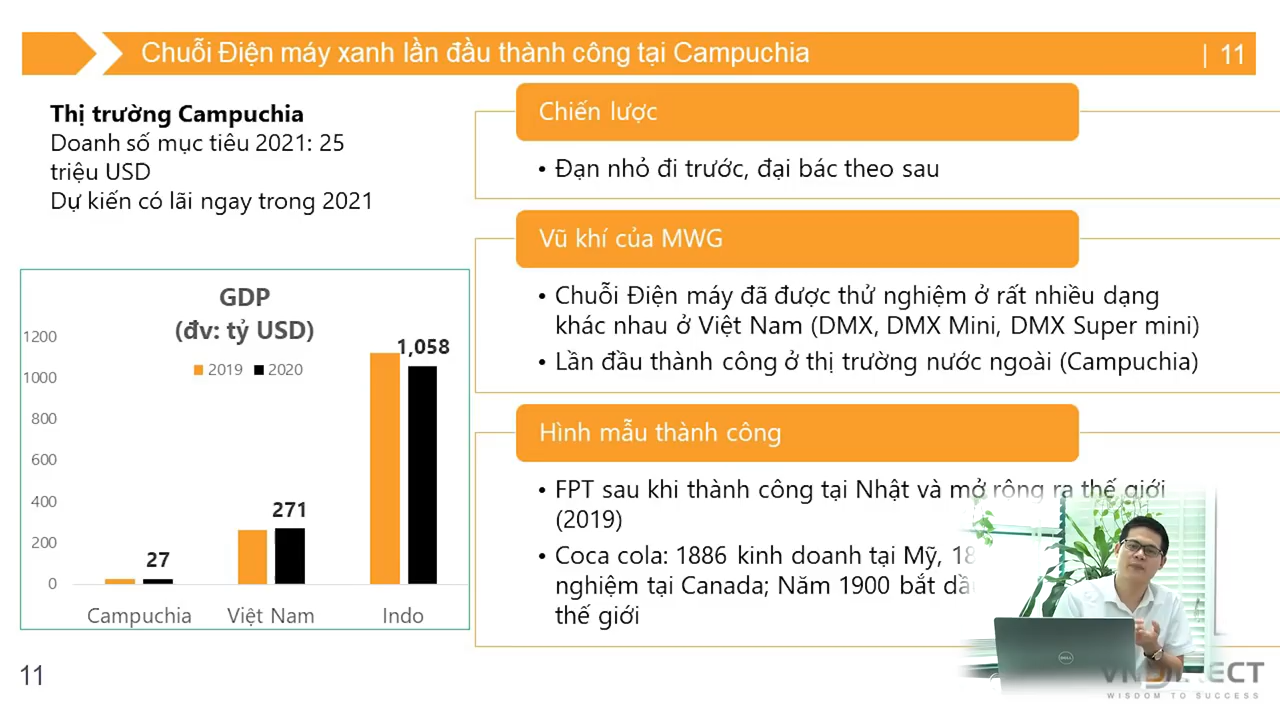 Chuỗi Điện máy xanh lần đầu thành công tại Campuchia
| 11
Thị trường Campuchia
Doanh số mục tiêu 2021: 25
triệu USD
Dự kiến có lãi ngay trong 2021
GDP
(đv: tỷ USD)
2019 2020
1200
1000
800
600
400
200
0
27
271
1,058
Campuchia Việt Nam Indo
Chiến lược
• Đạn nhỏ đi trước, đại bác theo sau
Vũ khí của MWG
• Chuỗi Điện máy đã được thử nghiệm ở rất nhiều dạng
khác nhau ở Việt Nam (DMX, DMX Mini, DMX Super mini)
• Lần đầu thành công ở thị trường nước ngoài (Campuchia)
Hình mẫu thành công
• FPT sau khi thành công tại Nhật và mở rộng ra thế giới
(2019)
• Coca cola: 1886 kinh doanh tại Mỹ,
nghiệm tại Canada; Năm 1900 bắt
thế giới
11
DELL
VNDIRECT
WISDOM TO SUCCESS